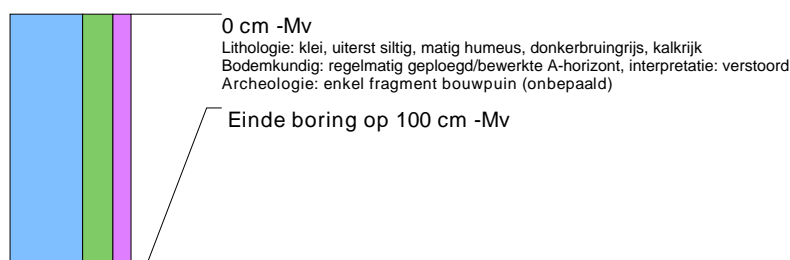 0 cm -Mv
Lithologie: klei, uiterst siltig, matig humeus, donkerbruingrijs, kalkrijk
Bodemkundig: regelmatig geploegd/bewerkte A-horizont, interpretatie: verstoord
Archeologie: enkel fragment bouwpuin (onbepaald)
Einde boring op 100 cm -Mv